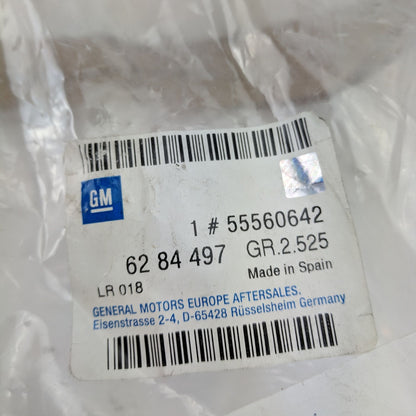 GM
1 # 55560642
62 84 497 GR.2.525
LR 018 Made in Spain
GENERAL MOTORS EUROPE AFTERSALES,
Eisenstrasse 2-4, D-65428 Rüsselsheim Germany